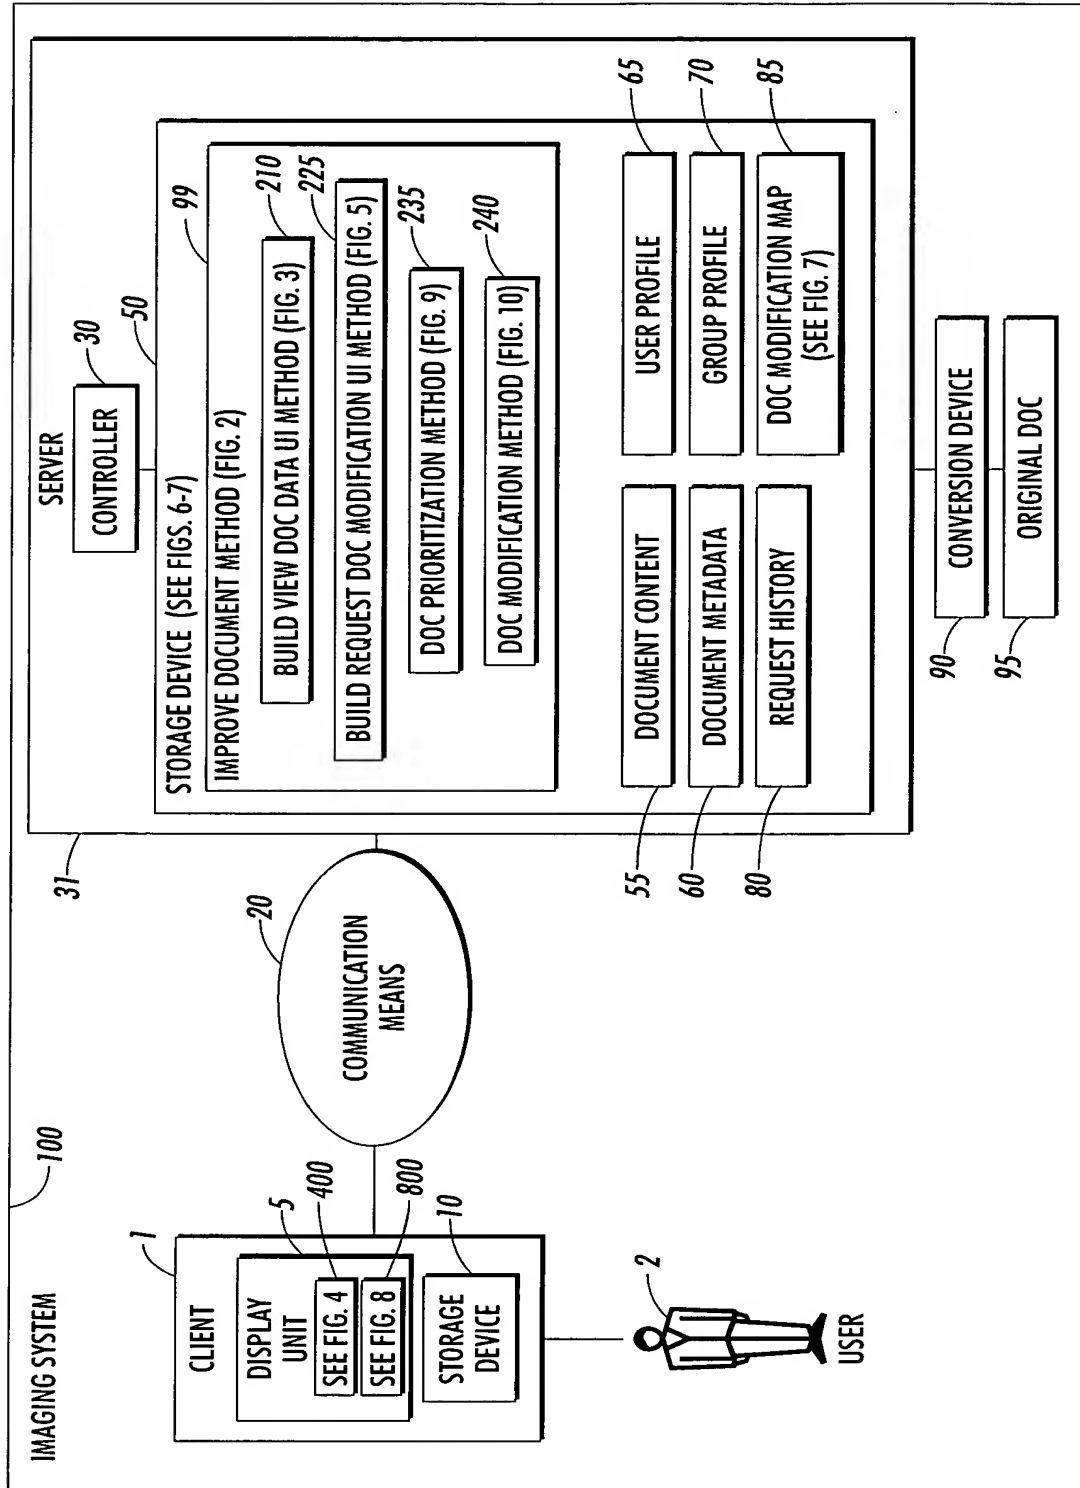 IMAGING SYSTEM
100
1
CLIENT
5
DISPLAY
UNIT
400
SEE FIG. 4
800
SEE FIG. 8
10
STORAGE
DEVICE
2
USER
20
COMMUNICATION
MEANS
31
SERVER
30
CONTROLLER
50
STORAGE DEVICE (SEE FIGS. 6-7)
99
IMPROVE DOCUMENT METHOD (FIG. 2)
210
BUILD VIEW DOC DATA UI METHOD (FIG. 3)
225
BUILD REQUEST DOC MODIFICATION UI METHOD (FIG. 5)
235
DOC PRIORITIZATION METHOD (FIG. 9)
240
DOC MODIFICATION METHOD (FIG. 10)
55
DOCUMENT CONTENT
USER PROFILE
65
60
DOCUMENT METADATA
GROUP PROFILE
70
80
REQUEST HISTORY
DOC MODIFICATION MAP
(SEE FIG. 7)
85
90
CONVERSION DEVICE
95
ORIGINAL DOC